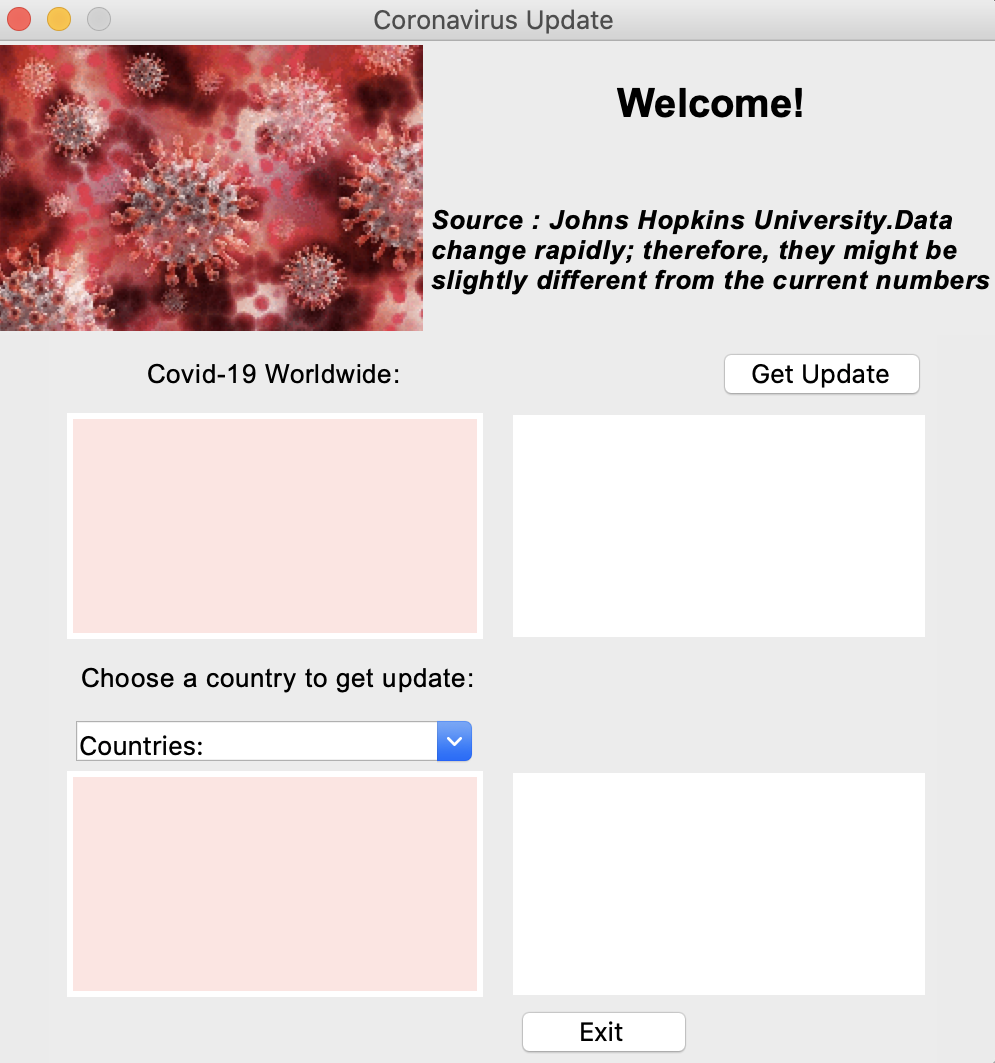 Coronavirus Update
Welcome!
Source : Johns Hopkins University.Data
change rapidly; therefore, they might be
slightly different from the current numbers
Covid-19 Worldwide:
Get Update
Choose a country to get update:
Countries:
Exit